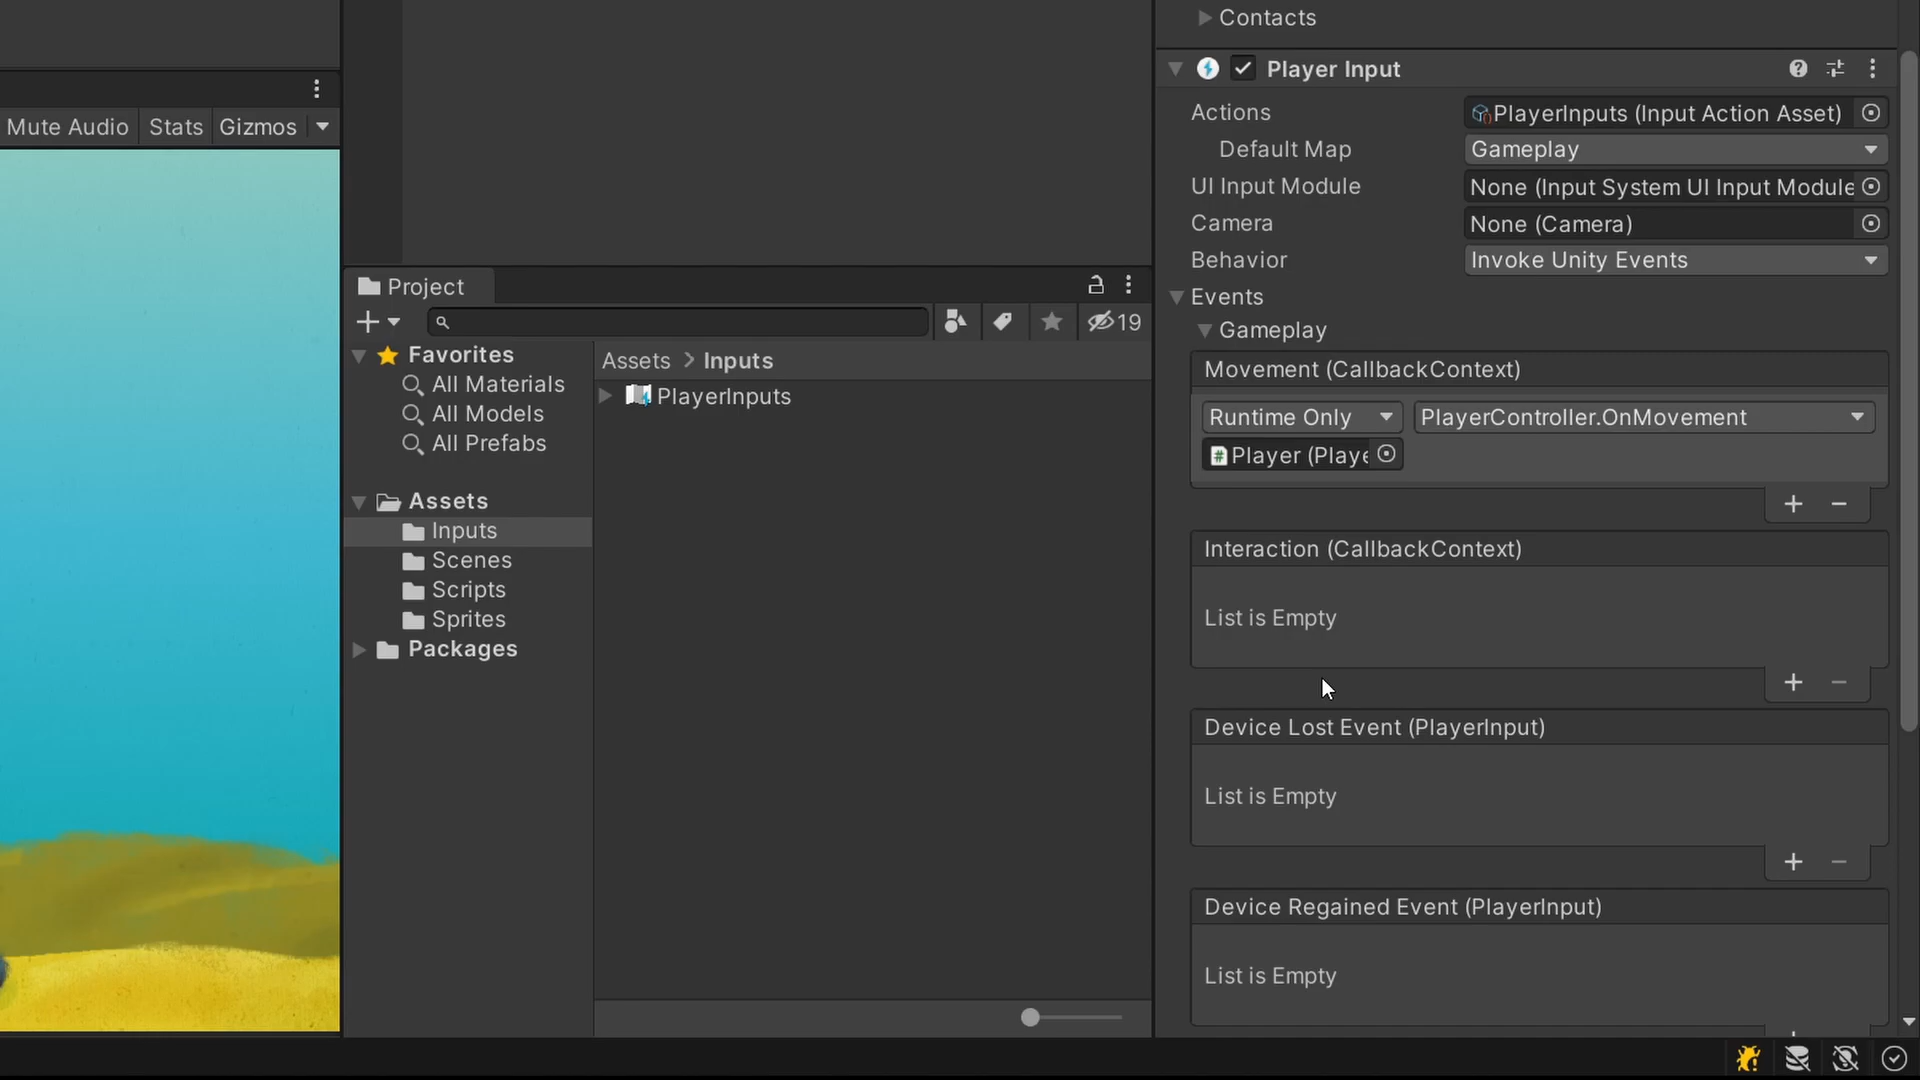 Mute Audio Stats Gizmos
Project
19
Favorites
All Materials
All Models
All Prefabs
Assets
Inputs
Scenes
Scripts
Sprites
Packages
Assets > Inputs
PlayerInputs
Contacts
Player Input
Actions PlayerInputs (Input Action Asset)
Default Map Gameplay
UI Input Module None (Input System UI Input Module
Camera None (Camera)
Behavior Invoke Unity Events
Events
Gameplay
Movement (CallbackContext)
Runtime Only PlayerController.OnMovement
Player (Playe
Interaction (CallbackContext)
List is Empty
Device Lost Event (PlayerInput)
List is Empty
Device Regained Event (PlayerInput)
List is Empty